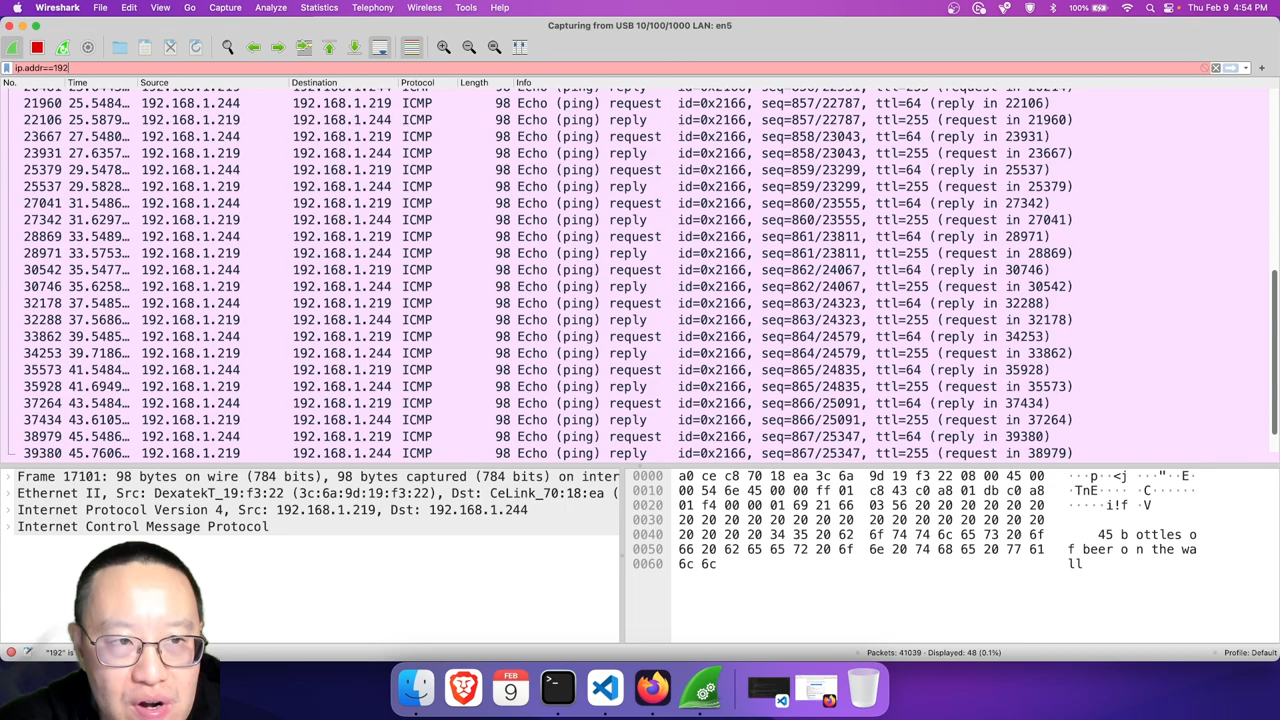 Wireshark File Edit View Go Capture Analyze Statistics Telephony Wireless Tools Help 100% Thu Feb 9 4:54 PM
Capturing from USB 10/100/1000 LAN: en5
ip.addr==192
No. Time Source Destination Protocol Length Info
21960 25.5484… 192.168.1.244 192.168.1.219 ICMP 98 Echo (ping) request id=0x2166, seq=857/22787, ttl=64 (reply in 22106)
22106 25.5879… 192.168.1.219 192.168.1.244 ICMP 98 Echo (ping) reply id=0x2166, seq=857/22787, ttl=255 (request in 21960)
23667 27.5480… 192.168.1.244 192.168.1.219 ICMP 98 Echo (ping) request id=0x2166, seq=858/23043, ttl=64 (reply in 23931)
23931 27.6357… 192.168.1.219 192.168.1.244 ICMP 98 Echo (ping) reply id=0x2166, seq=858/23043, ttl=255 (request in 23667)
25379 29.5478… 192.168.1.244 192.168.1.219 ICMP 98 Echo (ping) request id=0x2166, seq=859/23299, ttl=64 (reply in 25537)
25537 29.5828… 192.168.1.219 192.168.1.244 ICMP 98 Echo (ping) reply id=0x2166, seq=859/23299, ttl=255 (request in 25379)
27041 31.5486… 192.168.1.244 192.168.1.219 ICMP 98 Echo (ping) request id=0x2166, seq=860/23555, ttl=64 (reply in 27342)
27342 31.6297… 192.168.1.219 192.168.1.244 ICMP 98 Echo (ping) reply id=0x2166, seq=860/23555, ttl=255 (request in 27041)
28869 33.5489… 192.168.1.244 192.168.1.219 ICMP 98 Echo (ping) request id=0x2166, seq=861/23811, ttl=64 (reply in 28971)
28971 33.5753… 192.168.1.219 192.168.1.244 ICMP 98 Echo (ping) reply id=0x2166, seq=861/23811, ttl=255 (request in 28869)
30542 35.5477… 192.168.1.244 192.168.1.219 ICMP 98 Echo (ping) request id=0x2166, seq=862/24067, ttl=64 (reply in 30746)
30746 35.6258… 192.168.1.219 192.168.1.244 ICMP 98 Echo (ping) reply id=0x2166, seq=862/24067, ttl=255 (request in 30542)
32178 37.5485… 192.168.1.244 192.168.1.219 ICMP 98 Echo (ping) request id=0x2166, seq=863/24323, ttl=64 (reply in 32288)
32288 37.5686… 192.168.1.219 192.168.1.244 ICMP 98 Echo (ping) reply id=0x2166, seq=863/24323, ttl=255 (request in 32178)
33862 39.5485… 192.168.1.244 192.168.1.219 ICMP 98 Echo (ping) request id=0x2166, seq=864/24579, ttl=64 (reply in 34253)
34253 39.7186… 192.168.1.219 192.168.1.244 ICMP 98 Echo (ping) reply id=0x2166, seq=864/24579, ttl=255 (request in 33862)
35573 41.5484… 192.168.1.244 192.168.1.219 ICMP 98 Echo (ping) request id=0x2166, seq=865/24835, ttl=64 (reply in 35928)
35928 41.6949… 192.168.1.219 192.168.1.244 ICMP 98 Echo (ping) reply id=0x2166, seq=865/24835, ttl=255 (request in 35573)
37264 43.5484… 192.168.1.244 192.168.1.219 ICMP 98 Echo (ping) request id=0x2166, seq=866/25091, ttl=64 (reply in 37434)
37434 43.6105… 192.168.1.219 192.168.1.244 ICMP 98 Echo (ping) reply id=0x2166, seq=866/25091, ttl=255 (request in 37264)
38979 45.5486… 192.168.1.244 192.168.1.219 ICMP 98 Echo (ping) request id=0x2166, seq=867/25347, ttl=64 (reply in 39380)
39380 45.7606… 192.168.1.219 192.168.1.244 ICMP 98 Echo (ping) reply id=0x2166, seq=867/25347, ttl=255 (request in 38979)
Frame 17101: 98 bytes on wire (784 bits), 98 bytes captured (784 bits) on inter
Ethernet II, Src: DexatekT_19:f3:22 (3c:6a:9d:19:f3:22), Dst: CeLink_70:18:ea (
Internet Protocol Version 4, Src: 192.168.1.219, Dst: 192.168.1.244
Internet Control Message Protocol
0000 a0 ce c8 70 18 ea 3c 6a 9d 19 f3 22 08 00 45 00 ···p··<j ···"··E·
0010 00 54 6e 45 00 00 ff 01 c8 43 c0 a8 01 db c0 a8 ·TnE···· ·C······
0020 01 f4 00 00 01 69 21 66 03 56 20 20 20 20 20 20 ·····i!f ·V
0030 20 20 20 20 20 20 20 20 20 20 20 20 20 20 20 20
0040 20 20 20 20 34 35 20 62 6f 74 74 6c 65 73 20 6f 45 b ottles o
0050 66 20 62 65 65 72 20 6f 6e 20 74 68 65 20 77 61 f beer o n the wa
0060 6c 6c ll
"192" is
Packets: 41039 · Displayed: 48 (0.1%)
Profile: Default
FEB
9